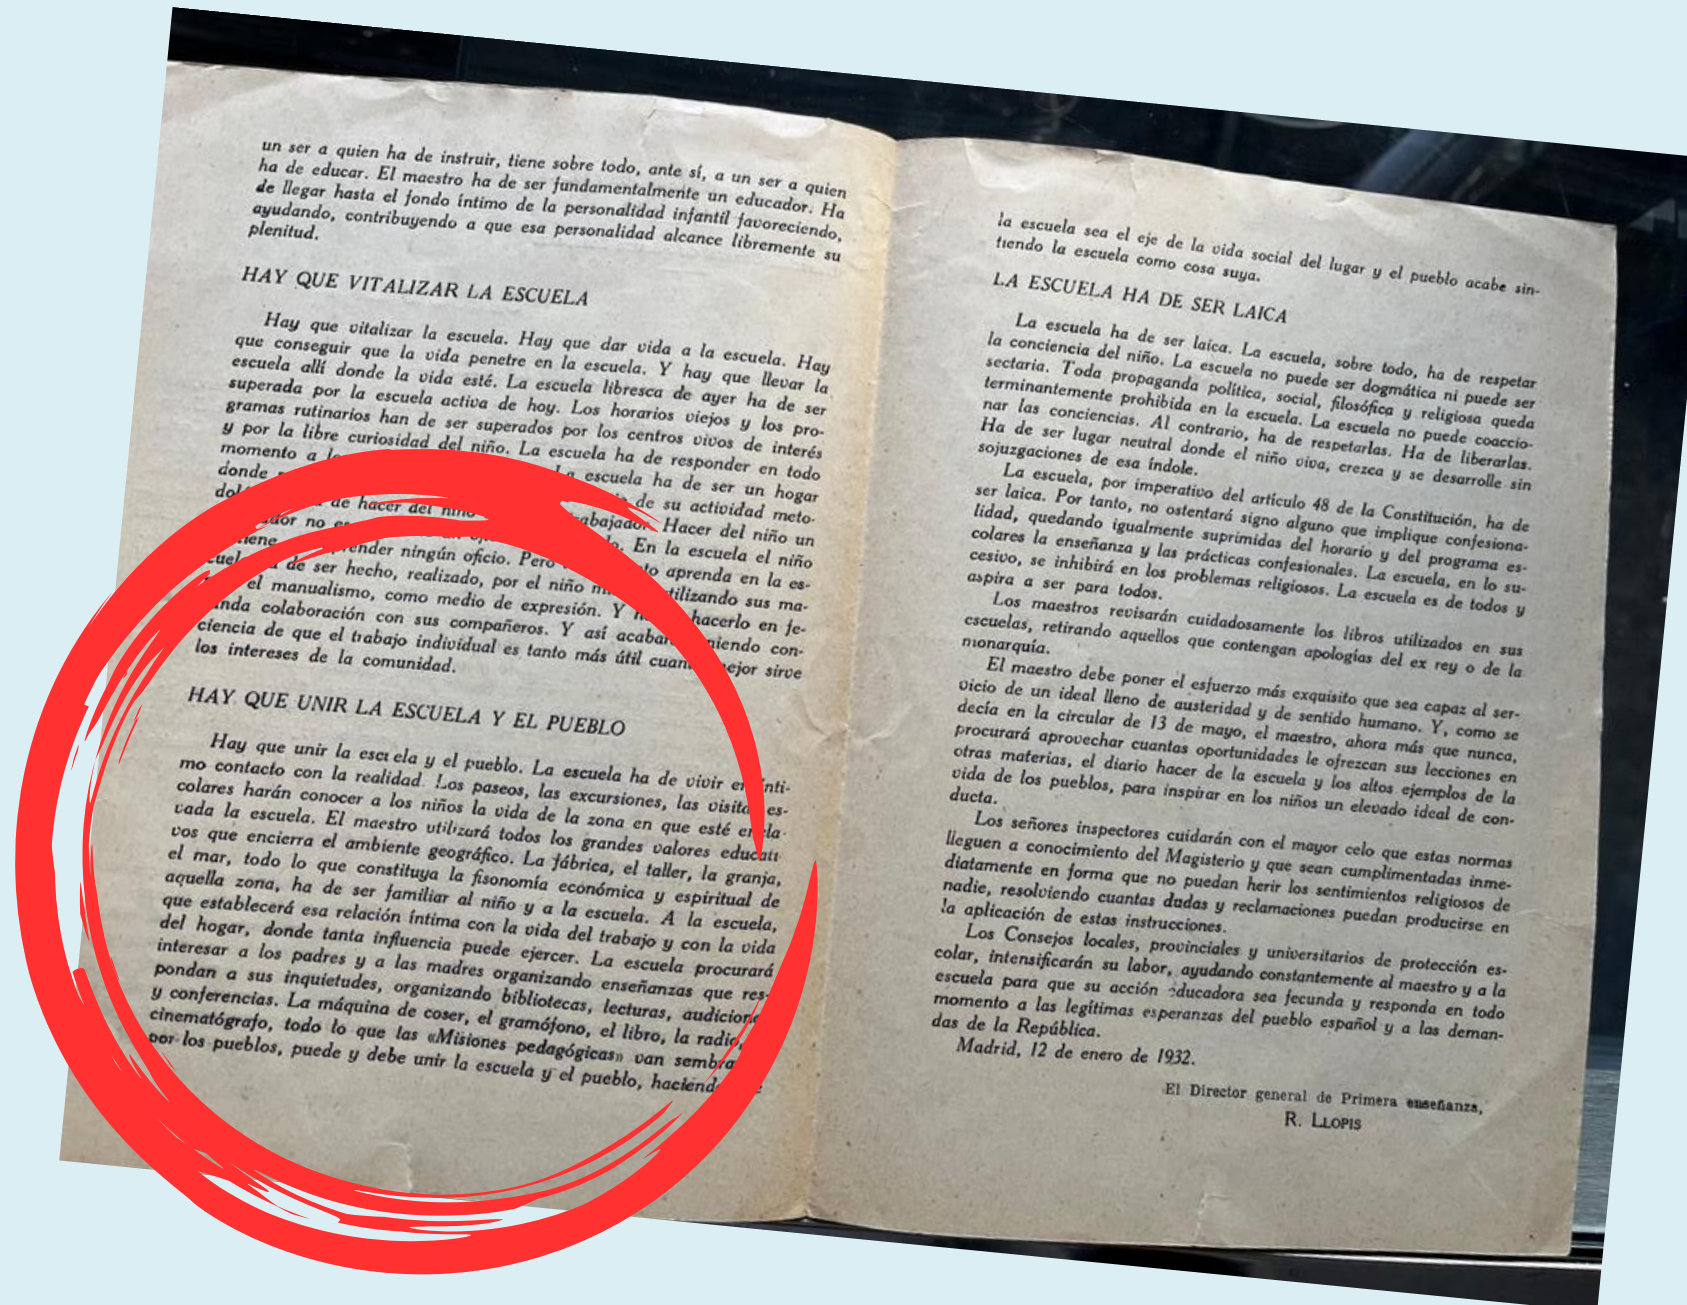 un ser a quien ha de instruir, tiene sobre todo, ante sí, a un ser a quien
ha de educar. El maestro ha de ser fundamentalmente un educador. Ha
de llegar hasta el fondo íntimo de la personalidad infantil favoreciendo,
ayudando, contribuyendo a que esa personalidad alcance libremente su
plenitud.
HAY QUE VITALIZAR LA ESCUELA
Hay que vitalizar la escuela. Hay que dar vida a la escuela. Hay
que conseguir que la vida penetre en la escuela. Y hay que llevar la
escuela allí donde la vida esté. La escuela libresca de ayer ha de ser
superada por la escuela activa de hoy. Los horarios viejos y los pro-
gramas rutinarios han de ser superados por los centros vivos de interés
y por la libre curiosidad del niño. La escuela ha de responder en todo
momento a escuela ha de ser un hogar
donde de su actividad meto-
de hacer del niño trabajador. Hacer del niño un
no En la escuela el niño
ningún oficio. Pero aprenda en la es-
de ser hecho, realizado, por el niño utilizando sus ma-
el manualismo, como medio de expresión. Y hacerlo en fe-
colaboración con sus compañeros. Y así con-
ciencia de que el trabajo individual es tanto más útil sirve
los intereses de la comunidad.
HAY QUE UNIR LA ESCUELA Y EL PUEBLO
Hay que unir la escuela y el pueblo. La escuela ha de vivir en ínti-
mo contacto con la realidad. Los paseos, las excursiones, las visitas es-
colares harán conocer a los niños la vida de la zona en que esté encla-
vada la escuela. El maestro utilizará todos los grandes valores educati-
vos que encierra el ambiente geográfico. La fábrica, el taller, la granja,
el mar, todo lo que constituya la fisonomía económica y espiritual de
aquella zona, ha de ser familiar al niño y a la escuela. A la escuela,
que establecerá esa relación íntima con la vida del trabajo y con la vida
del hogar, donde tanta influencia puede ejercer. La escuela procurará
interesar a los padres y a las madres organizando enseñanzas que res-
pondan a sus inquietudes, organizando bibliotecas, lecturas, audiciones
y conferencias. La máquina de coser, el gramófono, el libro, la radio,
cinematógrafo, todo lo que las «Misiones pedagógicas» van
por los pueblos, puede y debe unir la escuela y el pueblo,
la escuela sea el eje de la vida social del lugar y el pueblo acabe sin-
tiendo la escuela como cosa suya.
LA ESCUELA HA DE SER LAICA
La escuela ha de ser laica. La escuela, sobre todo, ha de respetar
la conciencia del niño. La escuela no puede ser dogmática ni puede ser
sectaria. Toda propaganda política, social, filosófica y religiosa queda
terminantemente prohibida en la escuela. La escuela no puede coaccio-
nar las conciencias. Al contrario, ha de respetarlas. Ha de liberarlas.
Ha de ser lugar neutral donde el niño viva, crezca y se desarrolle sin
sojuzgaciones de esa índole.
La escuela, por imperativo del artículo 48 de la Constitución, ha de
ser laica. Por tanto, no ostentará signo alguno que implique confesiona-
lidad, quedando igualmente suprimidas del horario y del programa es-
colares la enseñanza y las prácticas confesionales. La escuela, en lo su-
cesivo, se inhibirá en los problemas religiosos. La escuela es de todos y
aspira a ser para todos.
Los maestros revisarán cuidadosamente los libros utilizados en sus
escuelas, retirando aquellos que contengan apologías del ex rey o de la
monarquía.
El maestro debe poner el esfuerzo más exquisito que sea capaz al ser-
vicio de un ideal lleno de austeridad y de sentido humano. Y, como se
decía en la circular de 13 de mayo, el maestro, ahora más que nunca,
procurará aprovechar cuantas oportunidades le ofrezcan sus lecciones en
otras materias, el diario hacer de la escuela y los altos ejemplos de la
vida de los pueblos, para inspirar en los niños un elevado ideal de con-
ducta.
Los señores inspectores cuidarán con el mayor celo que estas normas
lleguen a conocimiento del Magisterio y que sean cumplimentadas inme-
diatamente en forma que no puedan herir los sentimientos religiosos de
nadie, resolviendo cuantas dudas y reclamaciones puedan producirse en
la aplicación de estas instrucciones.
Los Consejos locales, provinciales y universitarios de protección es-
colar, intensificarán su labor, ayudando constantemente al maestro y a la
escuela para que su acción educadora sea fecunda y responda en todo
momento a las legítimas esperanzas del pueblo español y a las deman-
das de la República.
Madrid, 12 de enero de 1932.
El Director general de Primera enseñanza,
R. LLOPIS